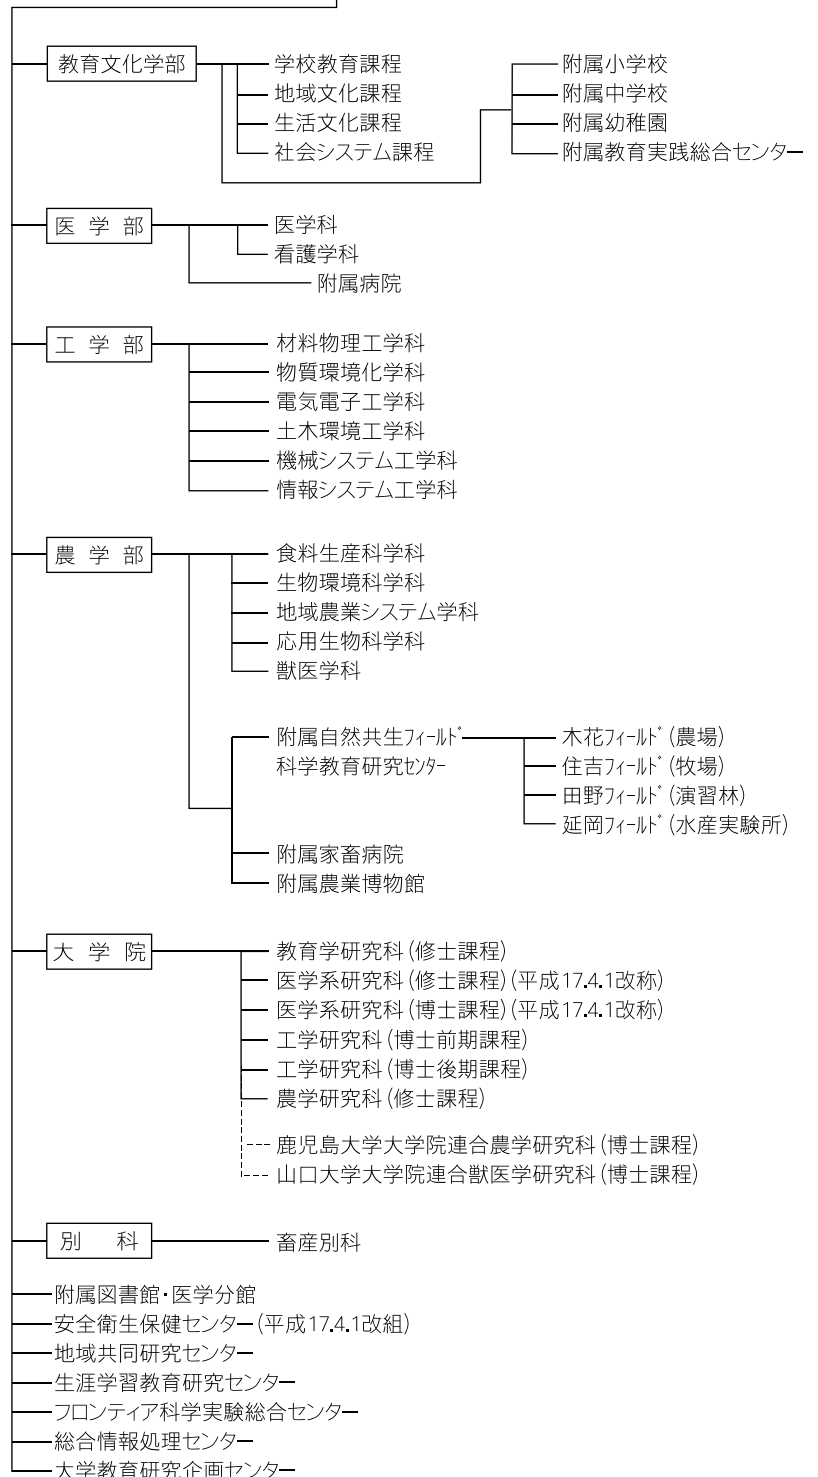 教育文化学部
学校教育課程
地域文化課程
生活文化課程
社会システム課程
附属小学校
附属中学校
附属幼稚園
附属教育実践総合センター
医学部
医学科
看護学科
附属病院
工学部
材料物理工学科
物質環境化学科
電気電子工学科
土木環境工学科
機械システム工学科
情報システム工学科
農学部
食料生産科学科
生物環境科学科
地域農業システム学科
応用生物科学科
獣医学科
附属自然共生フィールド
科学教育研究センター
木花フィールド(農場)
住吉フィールド(牧場)
田野フィールド(演習林)
延岡フィールド(水産実験所)
附属家畜病院
附属農業博物館
大学院
教育学研究科(修士課程)
医学系研究科(修士課程)(平成17.4.1改称)
医学系研究科(博士課程)(平成17.4.1改称)
工学研究科(博士前期課程)
工学研究科(博士後期課程)
農学研究科(修士課程)
鹿児島大学大学院連合農学研究科(博士課程)
山口大学大学院連合獣医学研究科(博士課程)
別科
畜産別科
附属図書館・医学分館
安全衛生保健センター(平成17.4.1改組)
地域共同研究センター
生涯学習教育研究センター
フロンティア科学実験総合センター
総合情報処理センター
大学教育研究企画センター